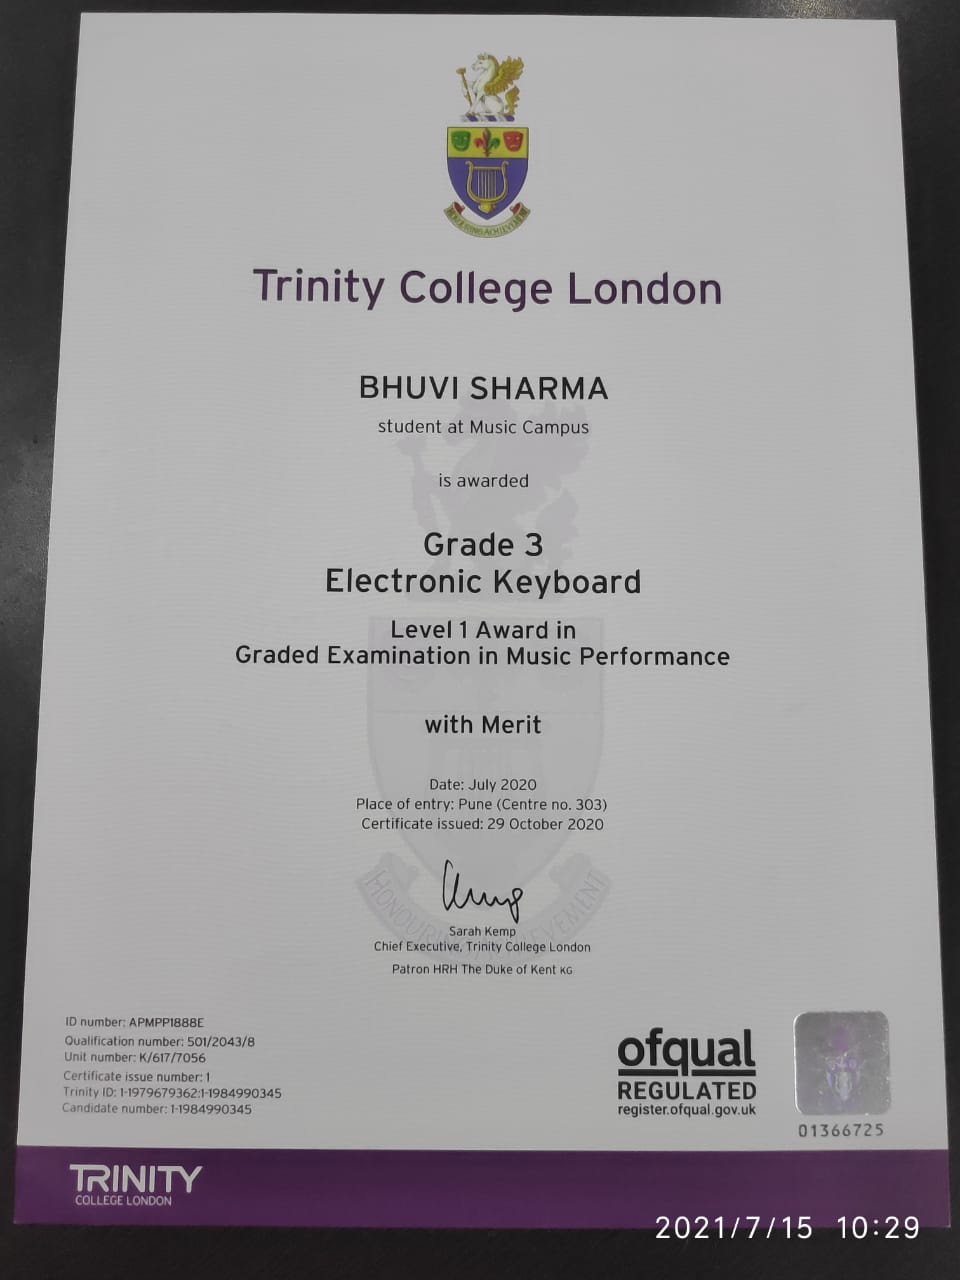 HONOURING ACHIEVEMENT
Trinity College London
BHUVI SHARMA
student at Music Campus
is awarded
Grade 3
Electronic Keyboard
Level 1 Award in
Graded Examination in Music Performance
with Merit
Date: July 2020
Place of entry: Pune (Centre no. 303)
Certificate issued: 29 October 2020
HONOURING ACHIEVEMENT
Sarah Kemp
Chief Executive, Trinity College London
Patron HRH The Duke of Kent KG
ID number: APMPP1888E
Qualification number: 501/2043/8
Unit number: K/617/7056
Certificate issue number: 1
Trinity ID: 1-1979679362:1-1984990345
Candidate number: 1-1984990345
ofqual
REGULATED
register.ofqual.gov.uk
01366725
TRINITY
COLLEGE LONDON
2021/7/15 10:29